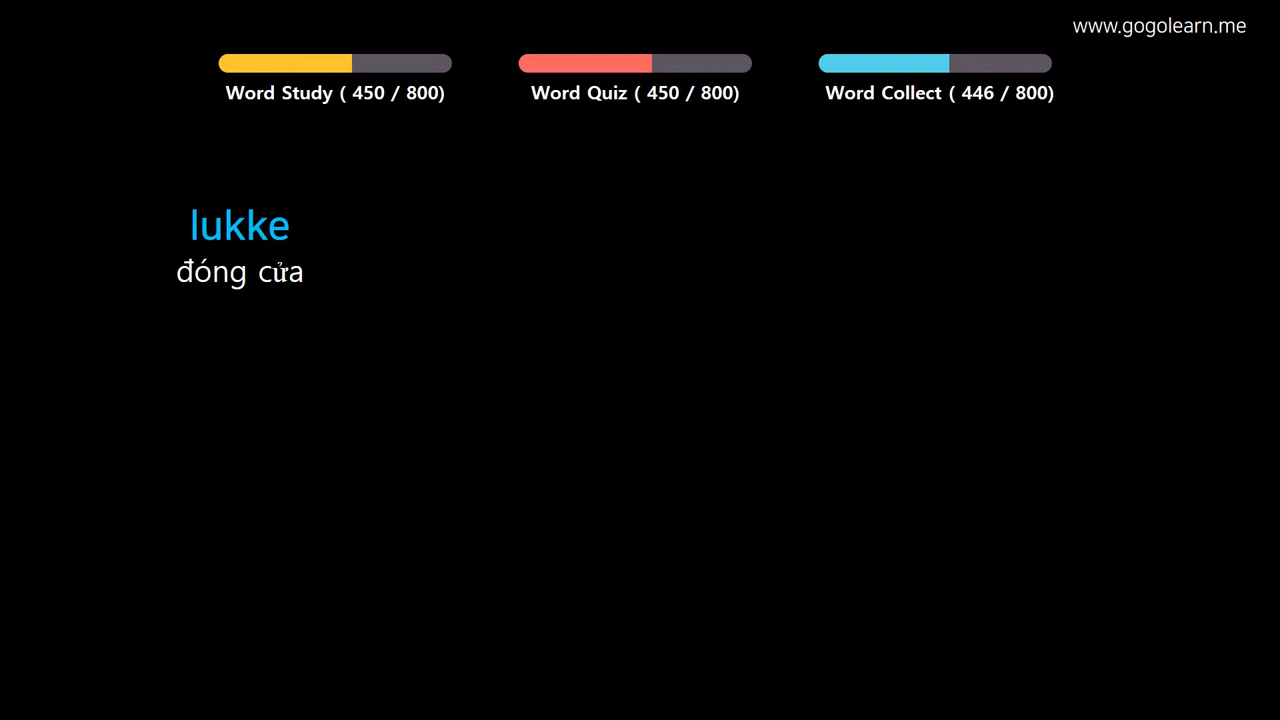 www.gogolearn.me
Word Study ( 450 / 800)
Word Quiz ( 450 / 800)
Word Collect ( 446 / 800)
lukke
đóng cửa